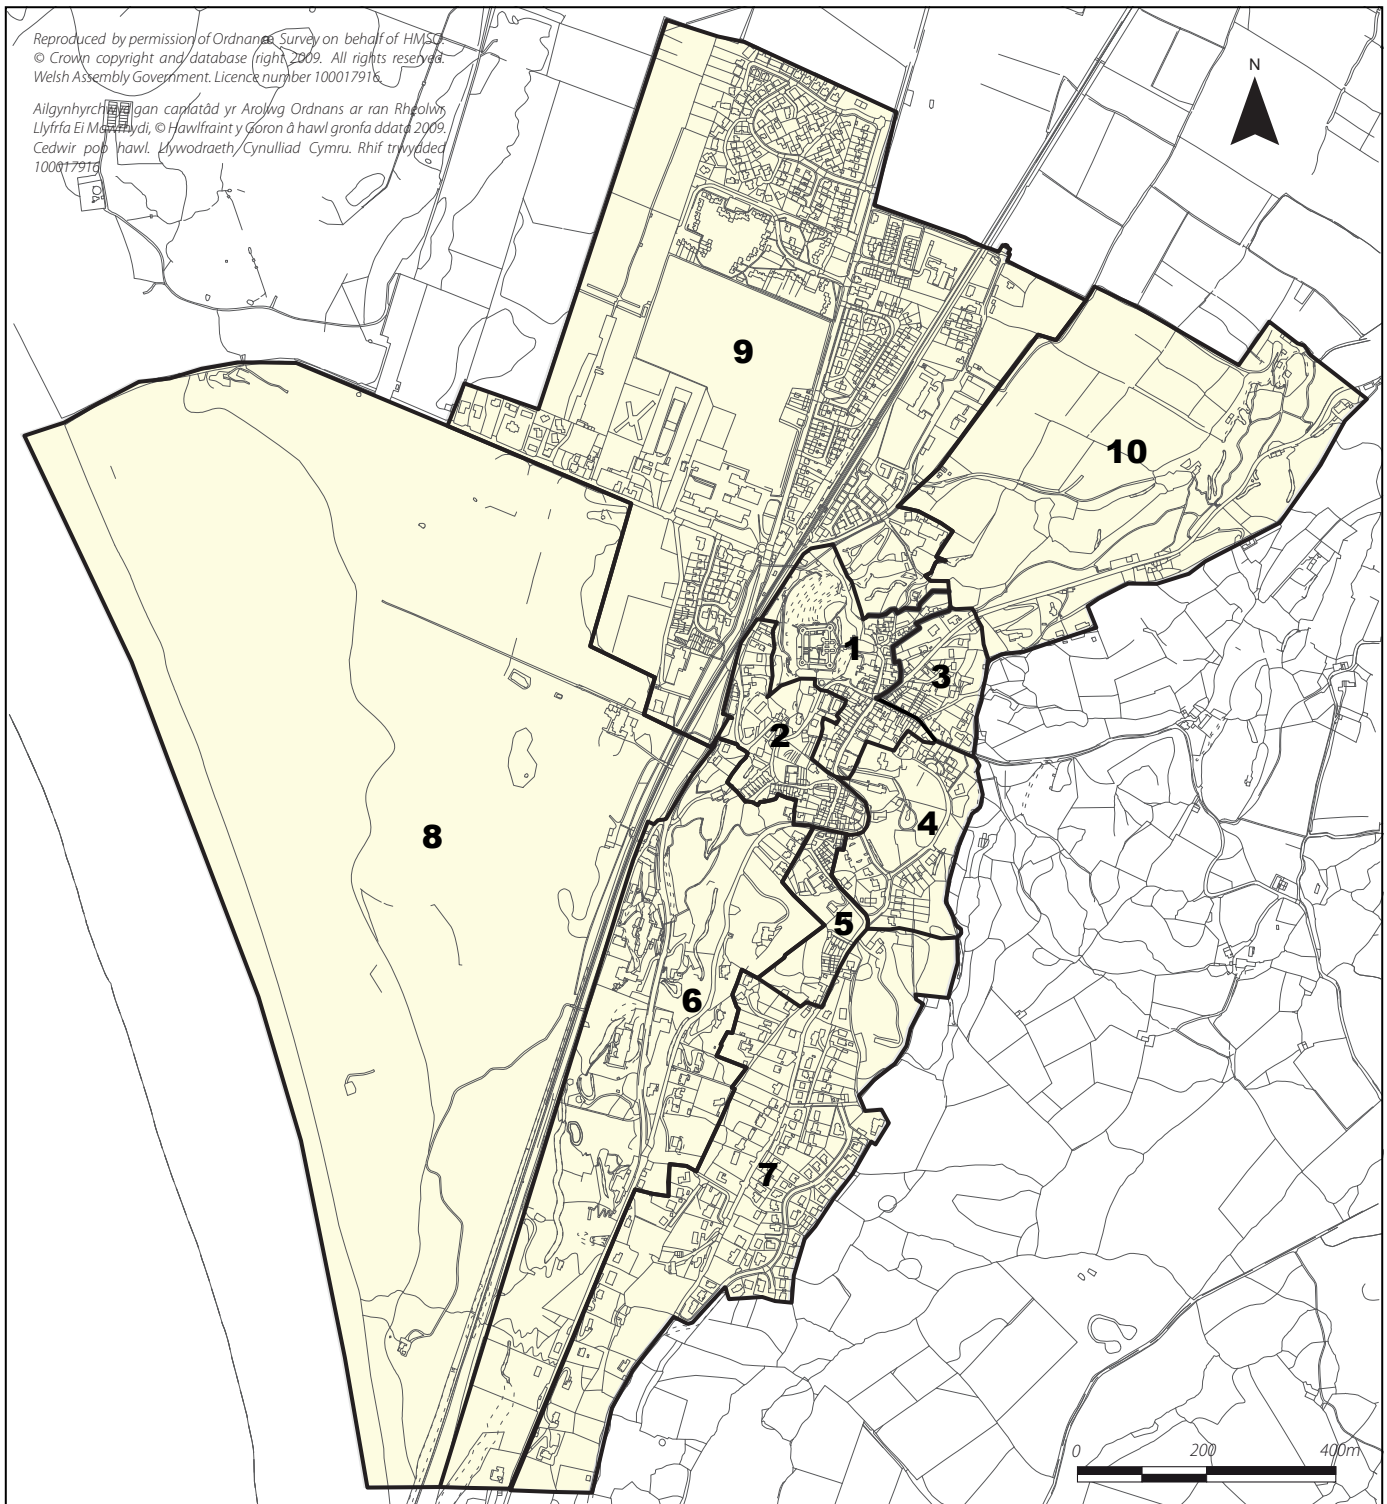 Reproduced by permission of Ordnance Survey on behalf of HMSO.
© Crown copyright and database right 2009. All rights reserved.
Welsh Assembly Government. Licence number 100017916.
Ailgynhyrchwyd gan caniatâd yr Arolwg Ordnans ar ran Rheolwr
Llyfrfa Ei Mawrhydi, © Hawlfraint y Goron â hawl gronfa ddata 2009.
Cedwir pob hawl. Llywodraeth Cynulliad Cymru. Rhif trwydded
100017916
N
9
10
1
3
2
8
4
5
6
7
0 200 400m